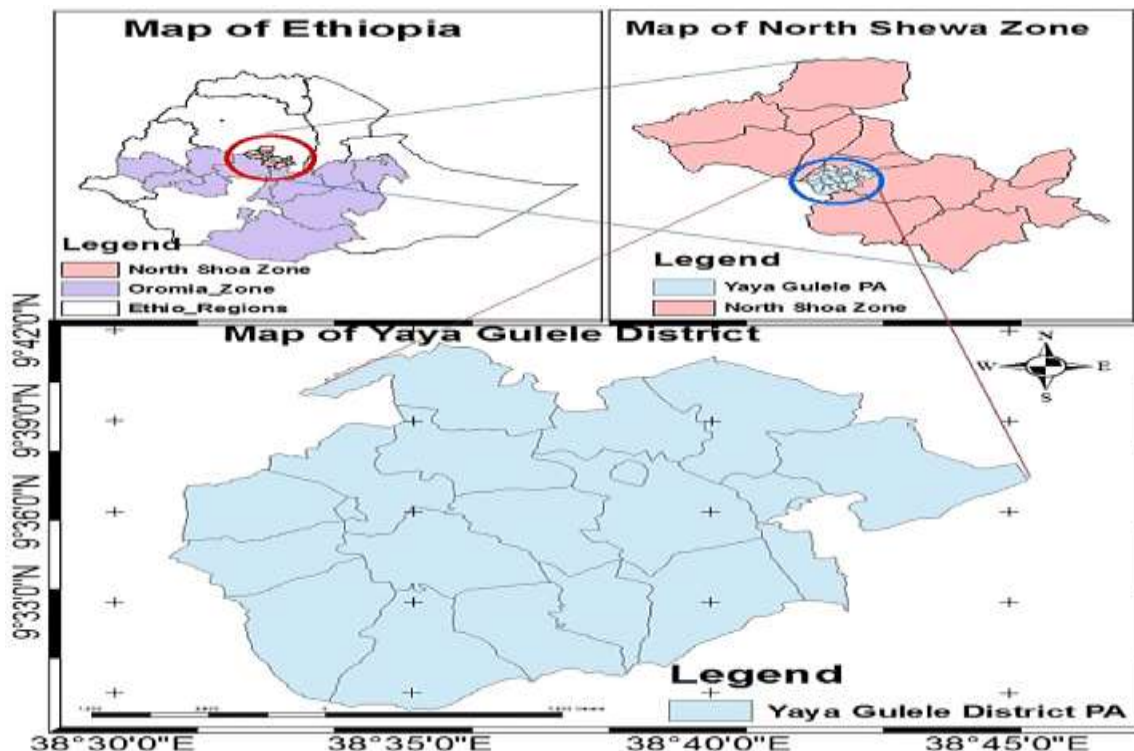 Map of Ethiopia
Legend
North Shoa Zone
Oromia_Zone
Ethio_Regions
Map of North Shewa Zone
Legend
Yaya Gulele PA
North Shoa Zone
Map of Yaya Gulele District
N
W
E
S
9°42'0"N
9°39'0"N
9°36'0"N
9°33'0"N
Legend
Yaya Gulele District PA
38°30'0"E
38°35'0"E
38°40'0"E
38°45'0"E